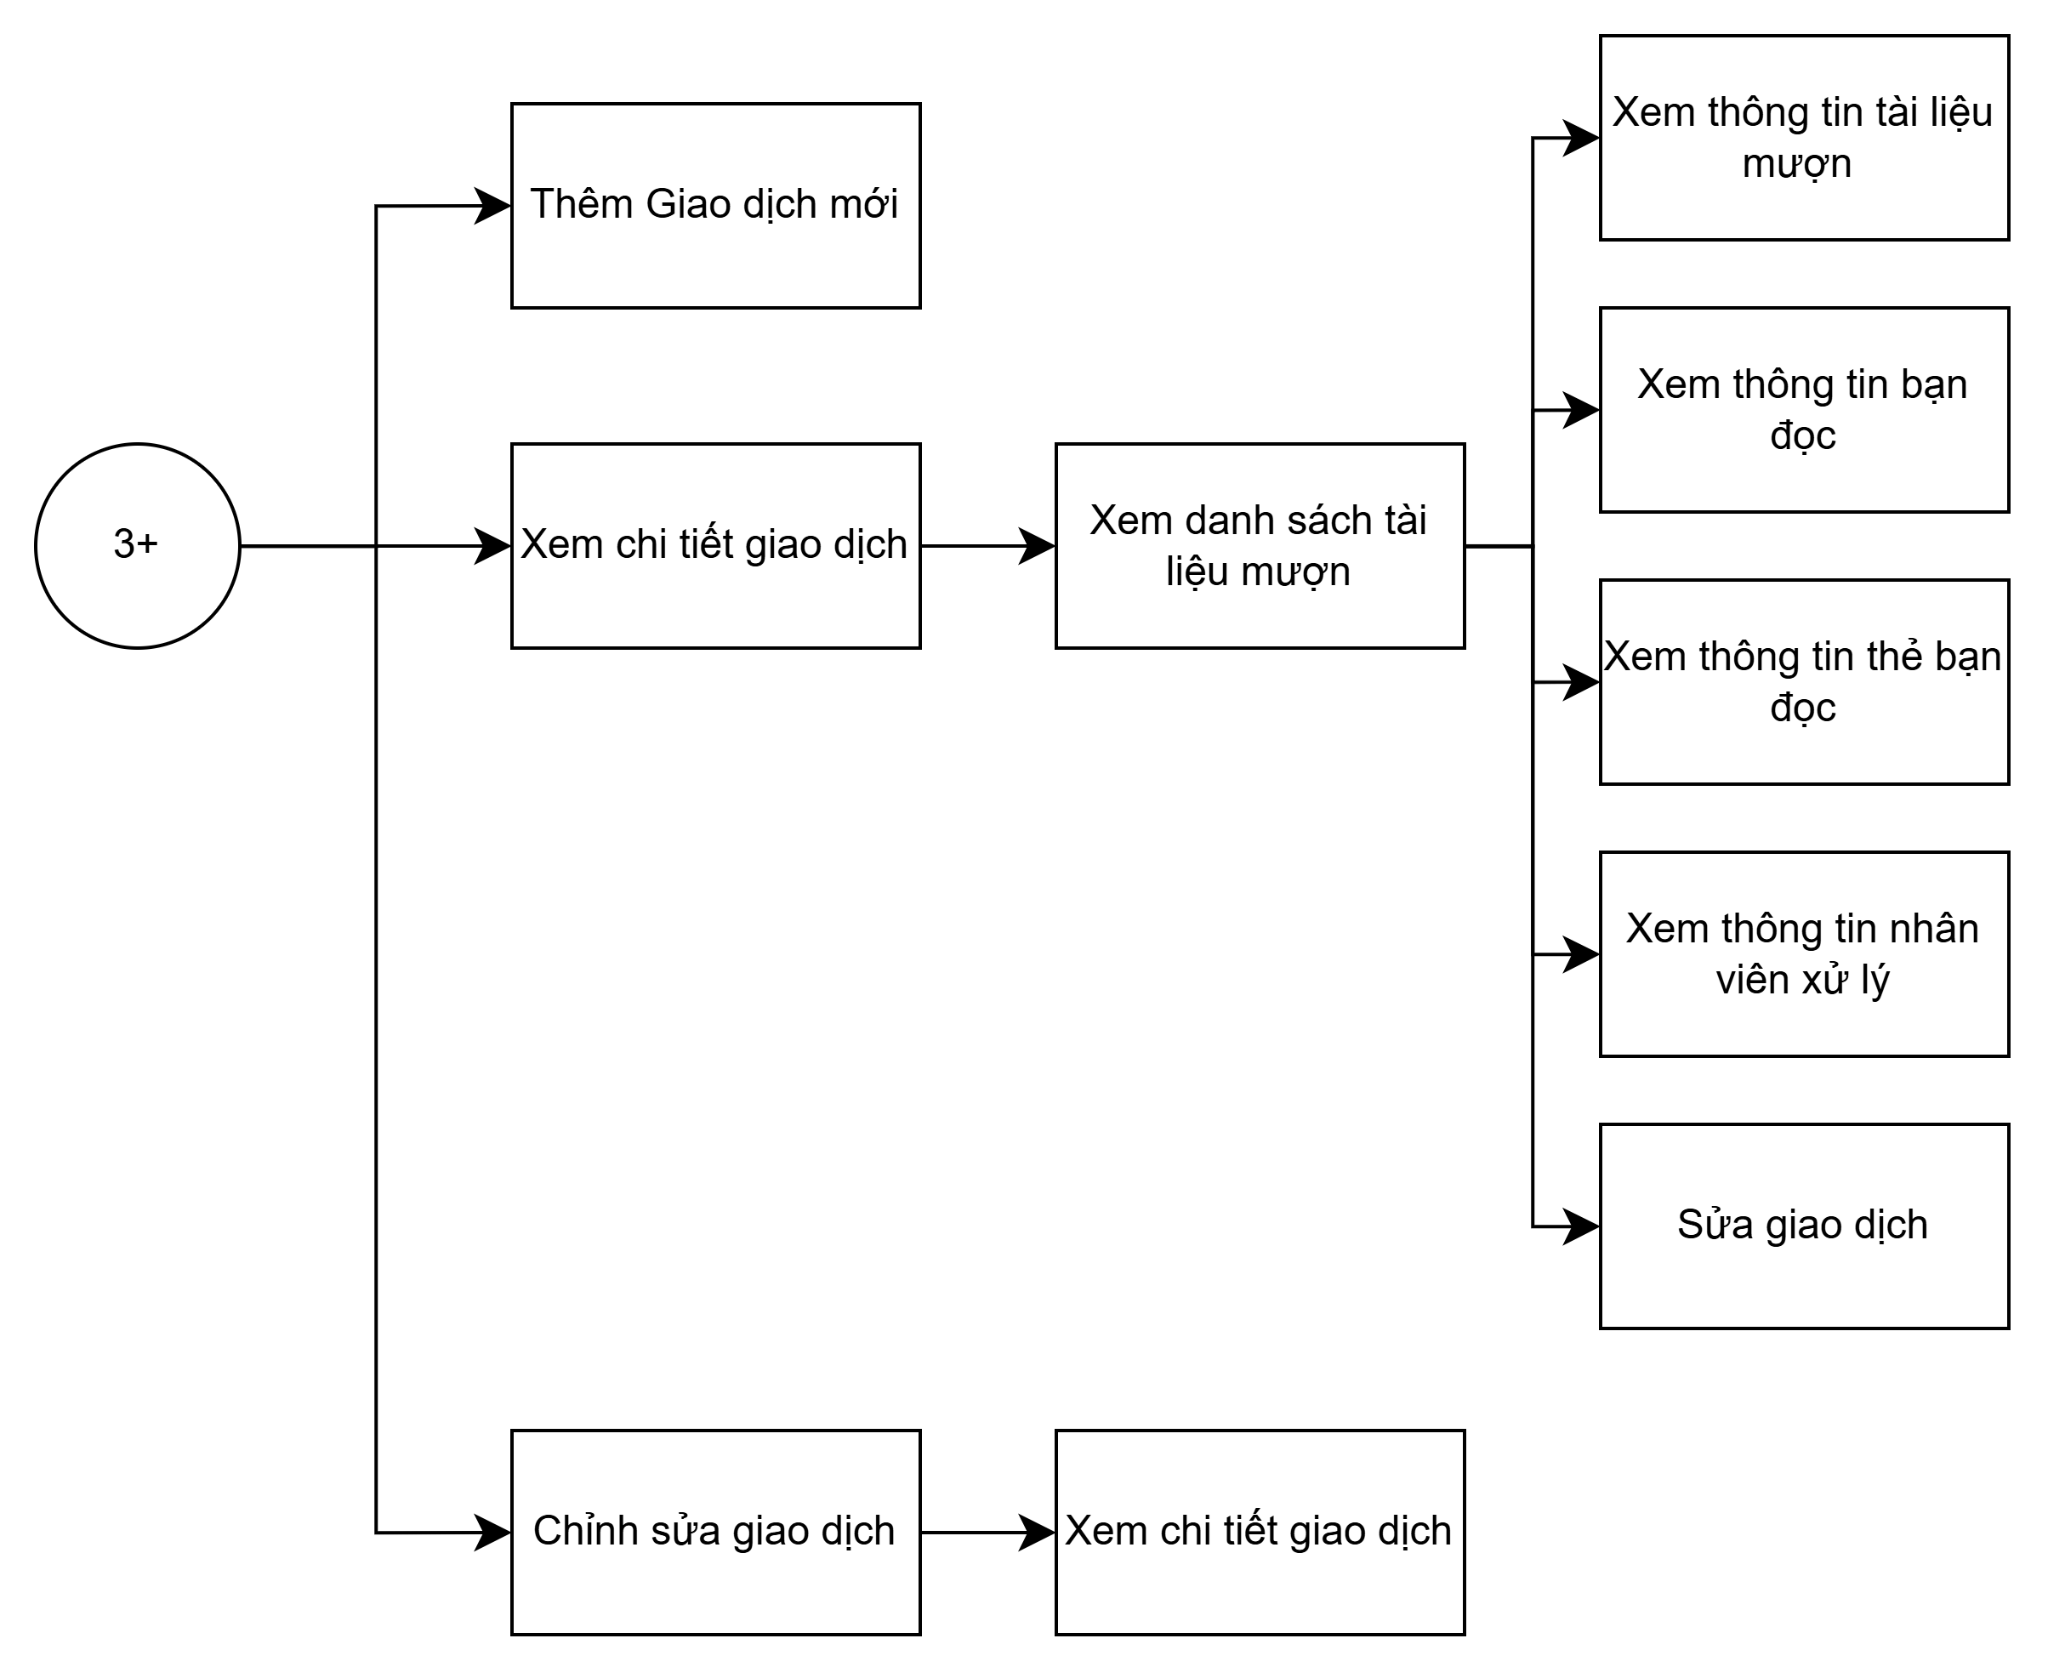 3+
Thêm Giao dịch mới
Xem chi tiết giao dịch
Xem danh sách tài
liệu mượn
Xem thông tin tài liệu
mượn
Xem thông tin bạn
đọc
Xem thông tin thẻ bạn
đọc
Xem thông tin nhân
viên xử lý
Sửa giao dịch
Chỉnh sửa giao dịch
Xem chi tiết giao dịch